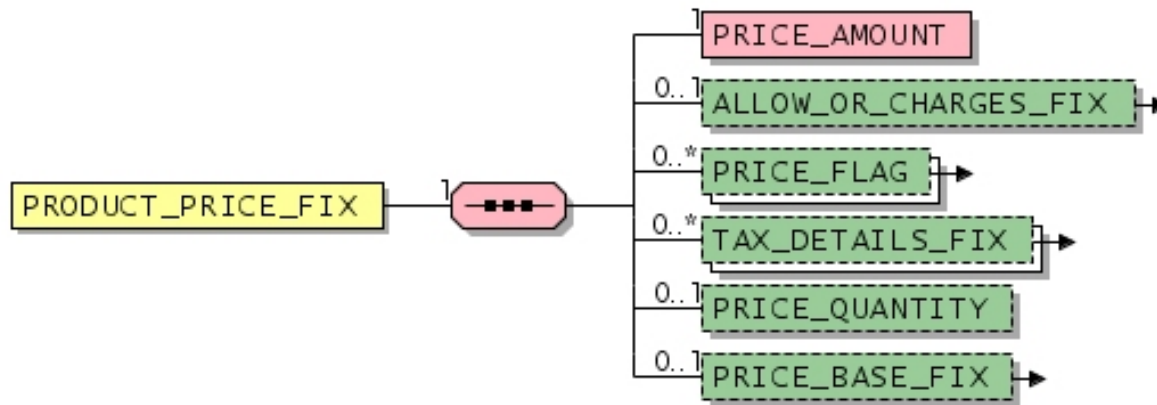 1
PRICE_AMOUNT
0..1
ALLOW_OR_CHARGES_FIX
0..*
PRICE_FLAG
PRODUCT_PRICE_FIX
1
0..*
TAX_DETAILS_FIX
0..1
PRICE_QUANTITY
0..1
PRICE_BASE_FIX